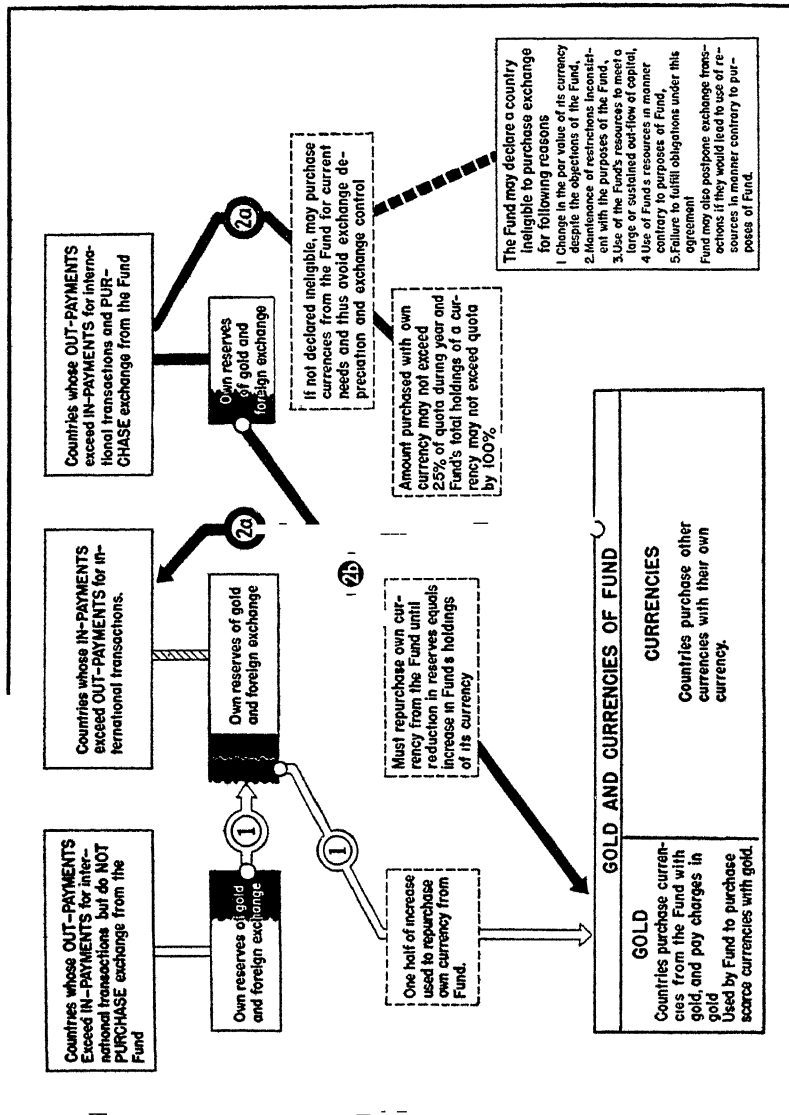 Countries whose OUT-PAYMENTS
Exceed IN-PAYMENTS for inter-
national transactions but do NOT
PURCHASE exchange from the
Fund
Countries whose IN-PAYMENTS
exceed OUT-PAYMENTS for in-
ternational transactions.
Countries whose OUT-PAYMENTS
exceed IN-PAYMENTS for interna-
tional transactions and PUR-
CHASE exchange from the Fund
Own reserves of gold
and foreign exchange
1
Own reserves of gold
and foreign exchange
2a
Own reserves
of gold and
foreign exchange
2a
1
2b
If not declared ineligible, may purchase
currencies from the Fund for current
needs and thus avoid exchange de-
preciation and exchange control
One half of increase
used to repurchase
own currency from
Fund.
Must repurchase own cur-
rency from the Fund until
reduction in reserves equals
increase in Fund's holdings
of its currency
Amount purchased with own
currency may not exceed
25% of quota during year and
Fund's total holdings of a cur-
rency may not exceed quota
by 100%
The Fund may declare a country
ineligible to purchase exchange
for following reasons
1 Change in the par value of its currency
despite the objections of the Fund,
2. Maintenance of restrictions inconsist-
ent with the purposes of the Fund,
3. Use of the Fund's resources to meet a
large or sustained out-flow of capital,
4 Use of Fund's resources in manner
contrary to purposes of Fund,
5. Failure to fulfill obligations under this
agreement
Fund may also postpone exchange trans-
actions if they would lead to use of re-
sources in manner contrary to pur-
poses of Fund.
GOLD AND CURRENCIES OF FUND
GOLD
Countries purchase curren-
cies from the Fund with
gold, and pay charges in
gold
Used by Fund to purchase
scarce currencies with gold.
CURRENCIES
Countries purchase other
currencies with their own
currency.